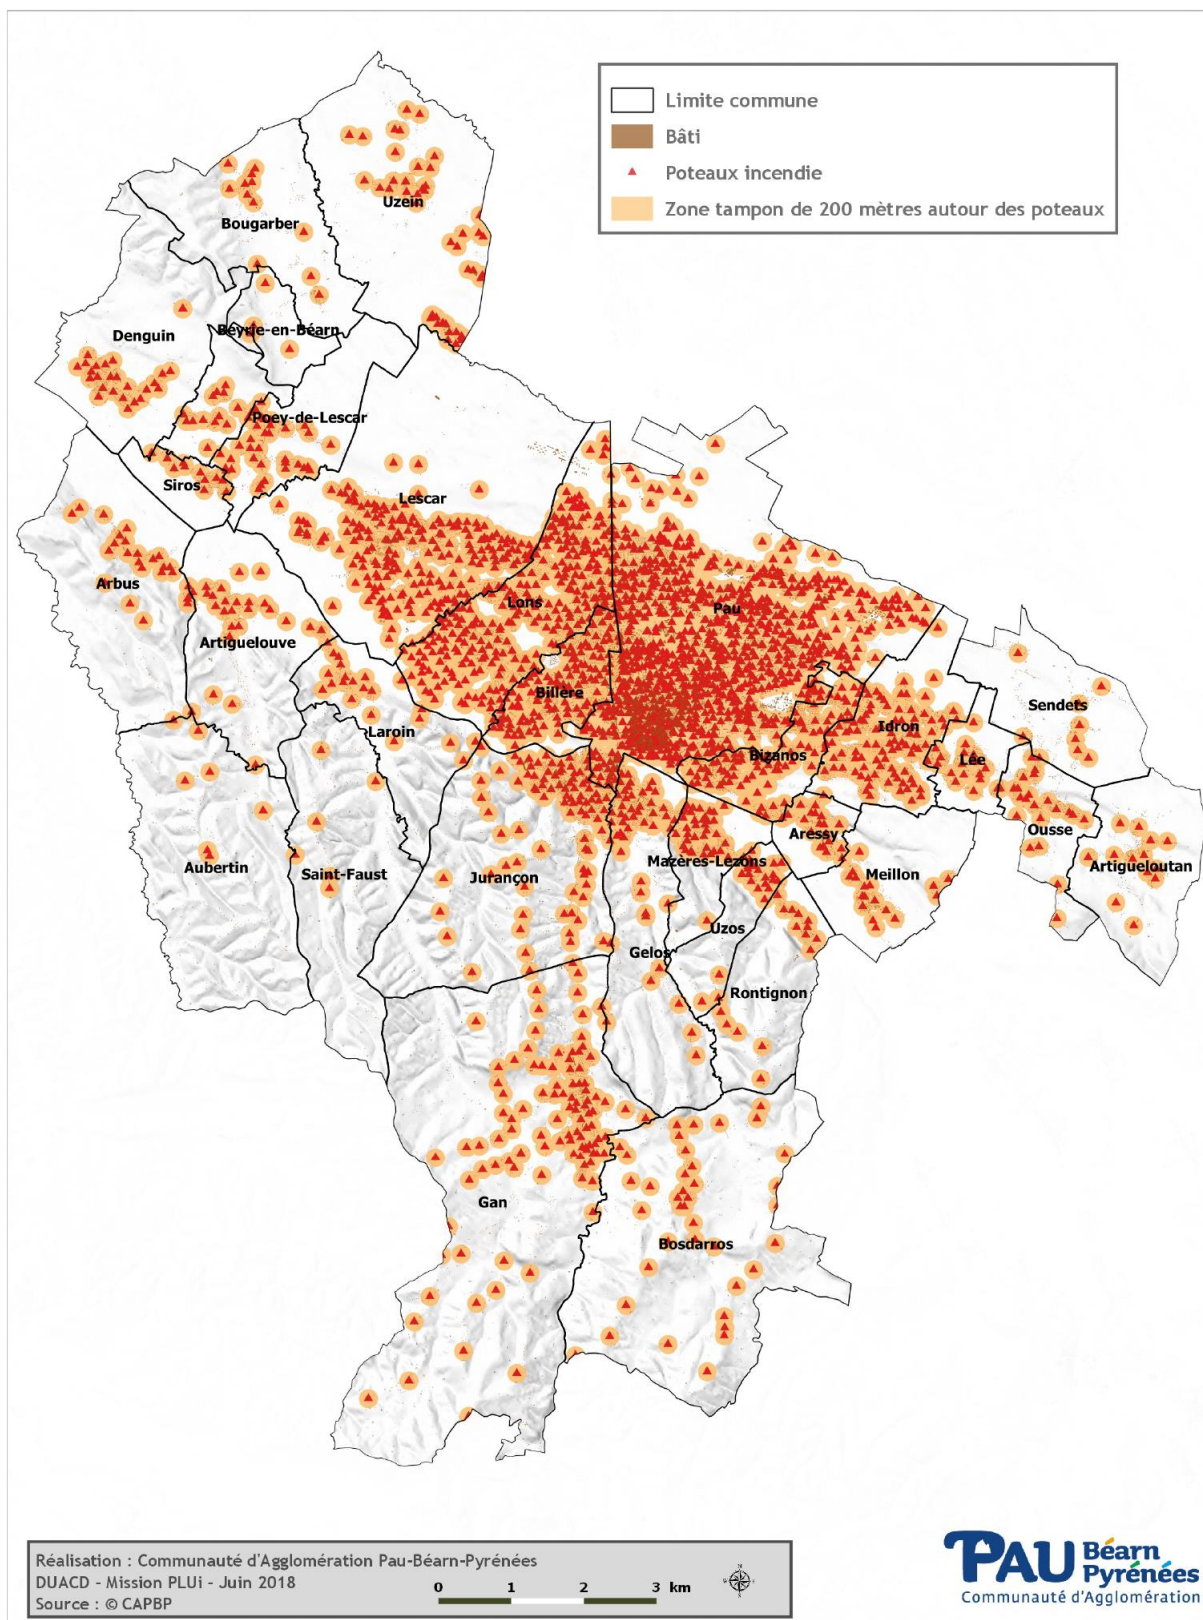 Limite commune
Bâti
Poteaux incendie
Zone tampon de 200 mètres autour des poteaux
Uzein
Bougarber
Denguin
Beyrie-en-Béarn
Poey-de-Lescar
Siros
Lescar
Arbus
Lons
Pau
Artiguelouve
Billère
Laroin
Idron
Sendets
Bizanos
Lée
Ousse
Aressy
Mazères-Lezons
Aubertin
Saint-Faust
Jurançon
Meillon
Artigueloutan
Uzos
Gelos
Rontignon
Gan
Bosdarros
Réalisation : Communauté d'Agglomération Pau-Béarn-Pyrénées
DUACD - Mission PLUi - Juin 2018
Source : © CAPBP
0 1 2 3 km
PAU Béarn
Pyrénées
Communauté d'Agglomération